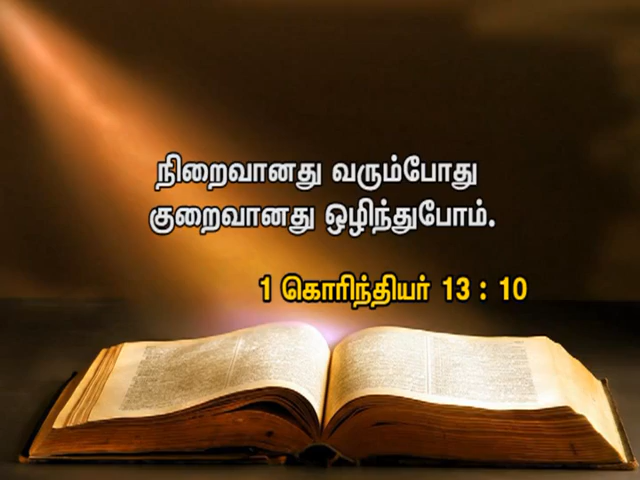 நிறைவானது வரும்போது
குறைவானது ஒழிந்துபோம்.
1 கொரிந்தியர் 13 : 10